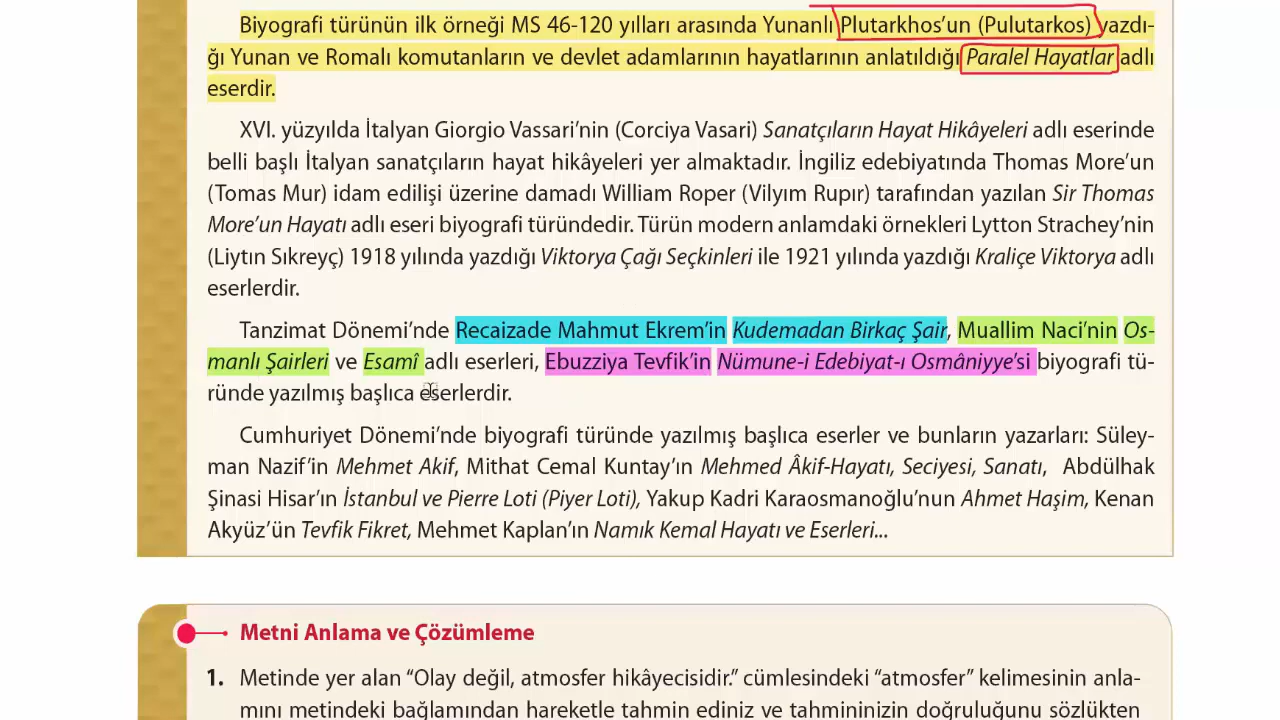 Biyografi türünün ilk örneği MS 46-120 yılları arasında Yunanlı Plutarkhos’un (Pulutarkos) yazdı-
ğı Yunan ve Romalı komutanların ve devlet adamlarının hayatlarının anlatıldığı Paralel Hayatlar adlı
eserdir.
XVI. yüzyılda İtalyan Giorgio Vassari’nin (Corciya Vasari) Sanatçıların Hayat Hikâyeleri adlı eserinde
belli başlı İtalyan sanatçıların hayat hikâyeleri yer almaktadır. İngiliz edebiyatında Thomas More’un
(Tomas Mur) idam edilişi üzerine damadı William Roper (Vilyım Rupır) tarafından yazılan Sir Thomas
More’un Hayatı adlı eseri biyografi türündedir. Türün modern anlamdaki örnekleri Lytton Strachey’nin
(Liytın Sıkreyç) 1918 yılında yazdığı Viktorya Çağı Seçkinleri ile 1921 yılında yazdığı Kraliçe Viktorya adlı
eserlerdir.
Tanzimat Dönemi’nde Recaizade Mahmut Ekrem’in Kudemadan Birkaç Şair, Muallim Naci’nin Os-
manlı Şairleri ve Esamî adlı eserleri, Ebuzziya Tevfik’in Nümune-i Edebiyat-ı Osmâniyye’si biyografi tü-
ründe yazılmış başlıca eserlerdir.
Cumhuriyet Dönemi’nde biyografi türünde yazılmış başlıca eserler ve bunların yazarları: Süley-
man Nazif’in Mehmet Akif, Mithat Cemal Kuntay’ın Mehmed Âkif-Hayatı, Seciyesi, Sanatı, Abdülhak
Şinasi Hisar’ın İstanbul ve Pierre Loti (Piyer Loti), Yakup Kadri Karaosmanoğlu’nun Ahmet Haşim, Kenan
Akyüz’ün Tevfik Fikret, Mehmet Kaplan’ın Namık Kemal Hayatı ve Eserleri...
Metni Anlama ve Çözümleme
1. Metinde yer alan “Olay değil, atmosfer hikâyecisidir.” cümlesindeki “atmosfer” kelimesinin anla-
mını metindeki bağlamından hareketle tahmin ediniz ve tahmininizin doğruluğunu sözlükten